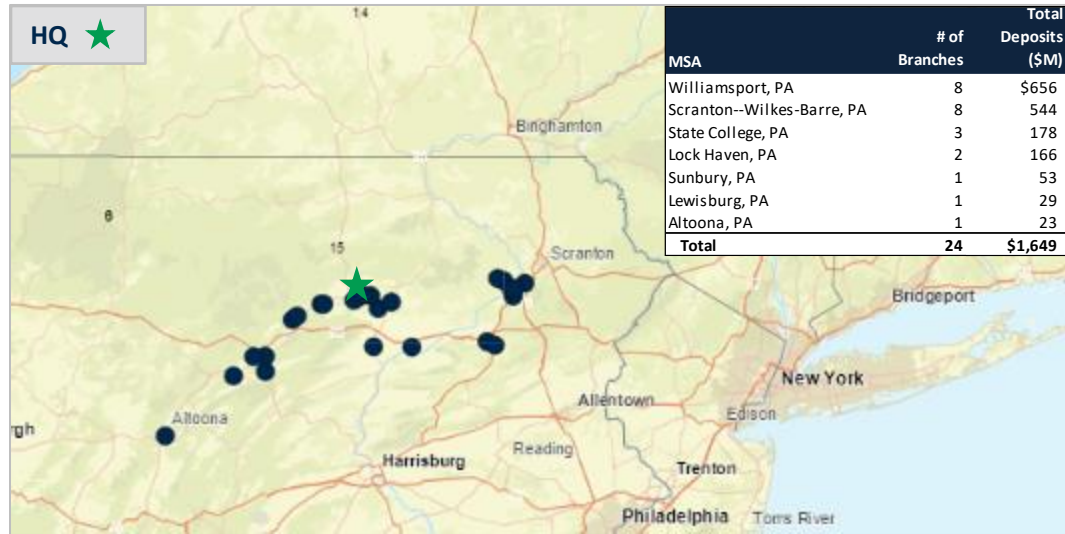 HQ
14
Total
# of Deposits
MSA Branches ($M)
Williamsport, PA 8 $656
Scranton--Wilkes-Barre, PA 8 544
State College, PA 3 178
Lock Haven, PA 2 166
Sunbury, PA 1 53
Lewisburg, PA 1 29
Altoona, PA 1 23
Total 24 $1,649
Binghamton
6
15
Scranton
Bridgeport
New York
Allentown
Edison
Altoona
rgh
Reading
Harrisburg
Trenton
Philadelphia
Toms River